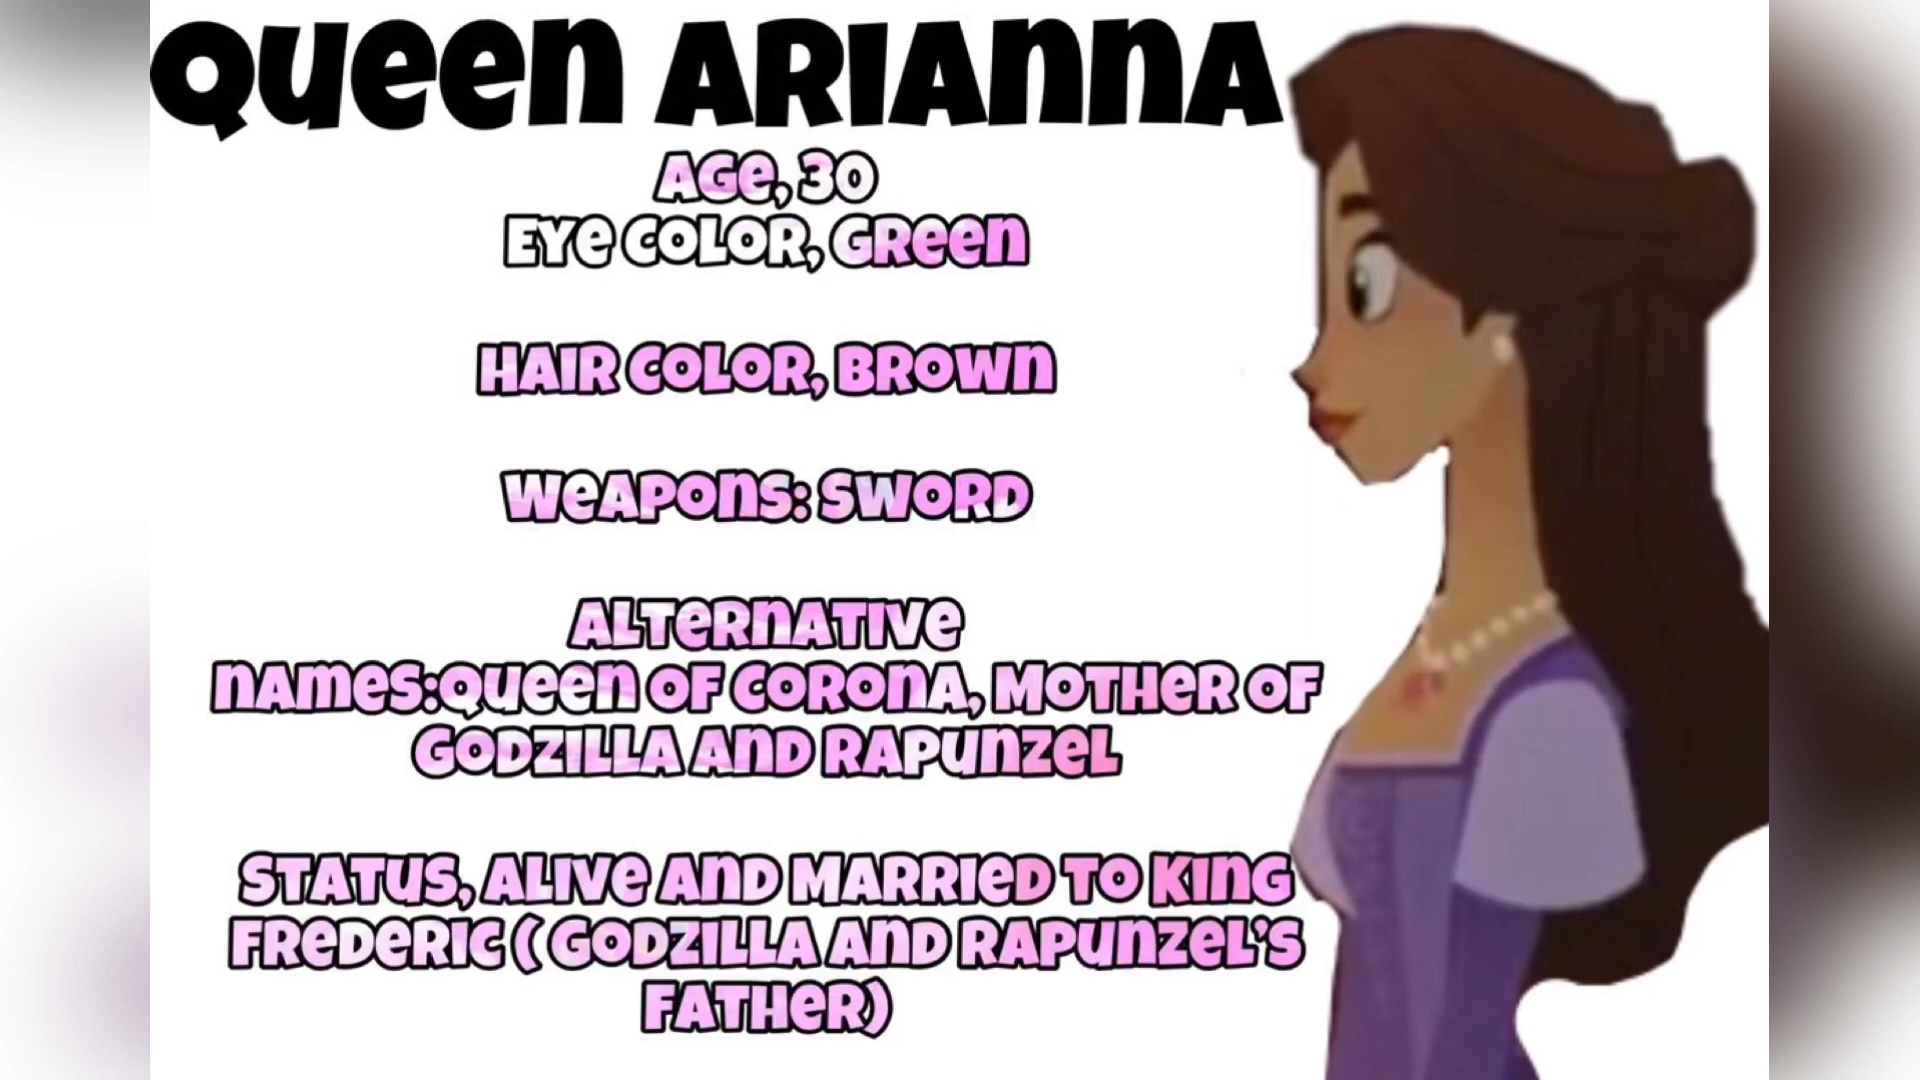 Queen Arianna
Age, 30
Eye color, Green
Hair color, Brown
Weapons: Sword
Alternative
names:Queen of Corona, Mother of
Godzilla and Rapunzel
Status, Alive and Married to King
Frederic ( Godzilla and Rapunzel's
Father)